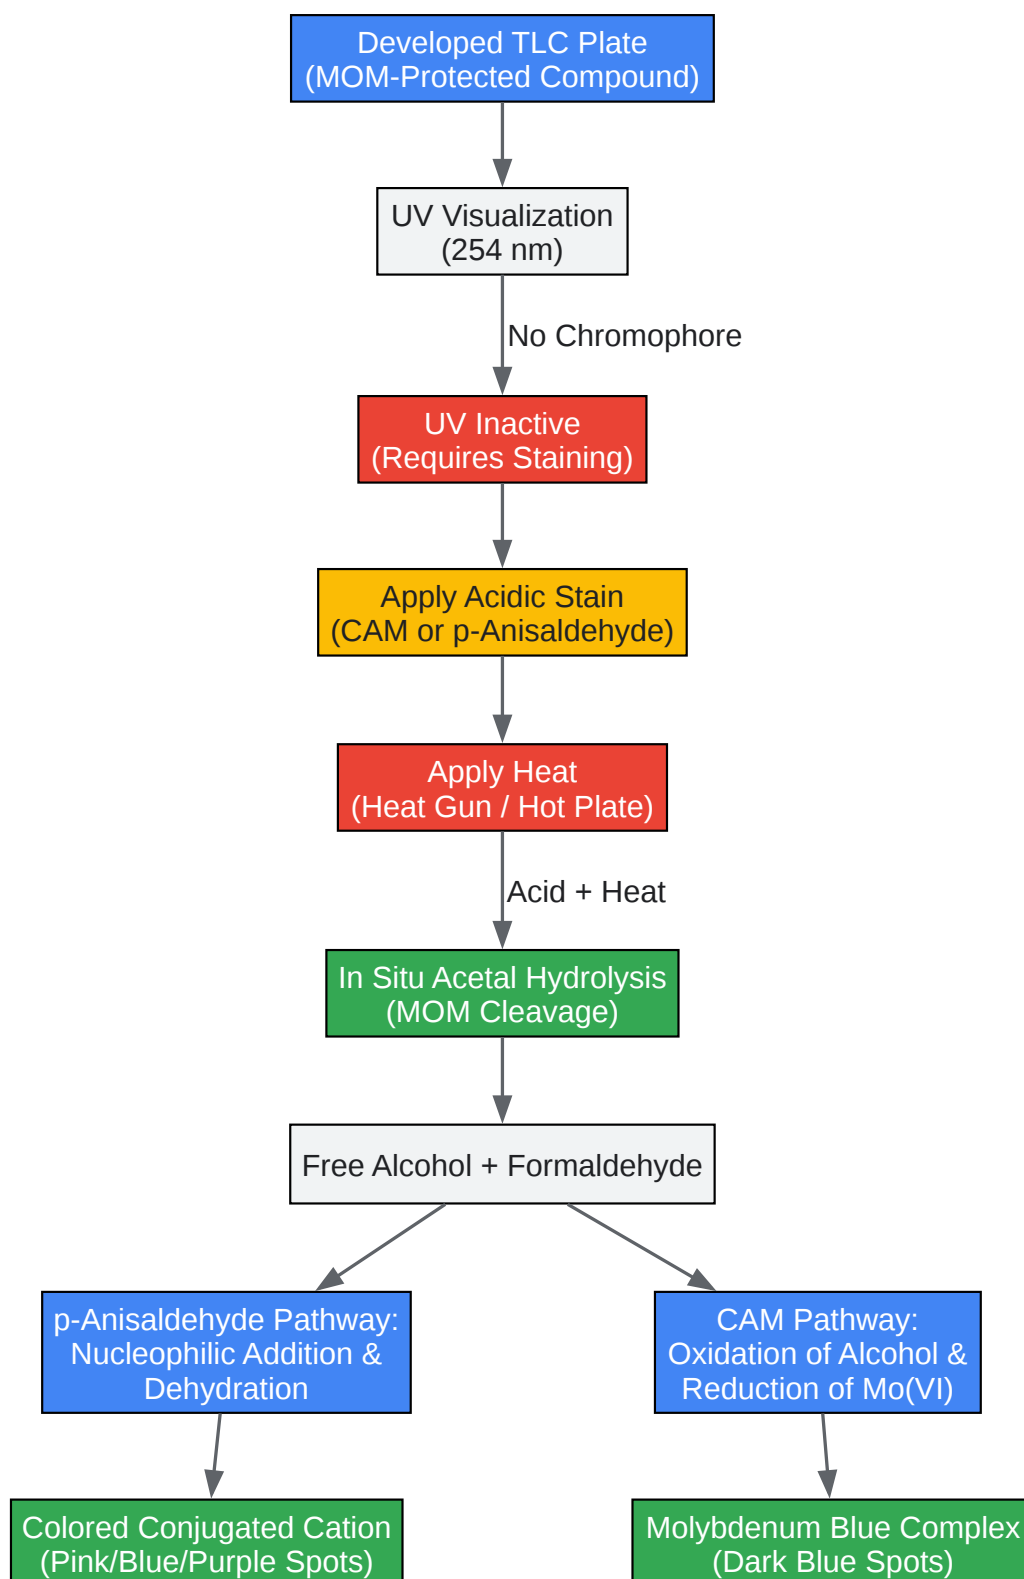 Developed TLC Plate
(MOM-Protected Compound)
UV Visualization
(254 nm)
No Chromophore
UV Inactive
(Requires Staining)
Apply Acidic Stain
(CAM or p-Anisaldehyde)
Apply Heat
(Heat Gun / Hot Plate)
Acid + Heat
In Situ Acetal Hydrolysis
(MOM Cleavage)
Free Alcohol + Formaldehyde
p-Anisaldehyde Pathway:
Nucleophilic Addition &
Dehydration
CAM Pathway:
Oxidation of Alcohol &
Reduction of Mo(VI)
Colored Conjugated Cation
(Pink/Blue/Purple Spots)
Molybdenum Blue Complex
(Dark Blue Spots)